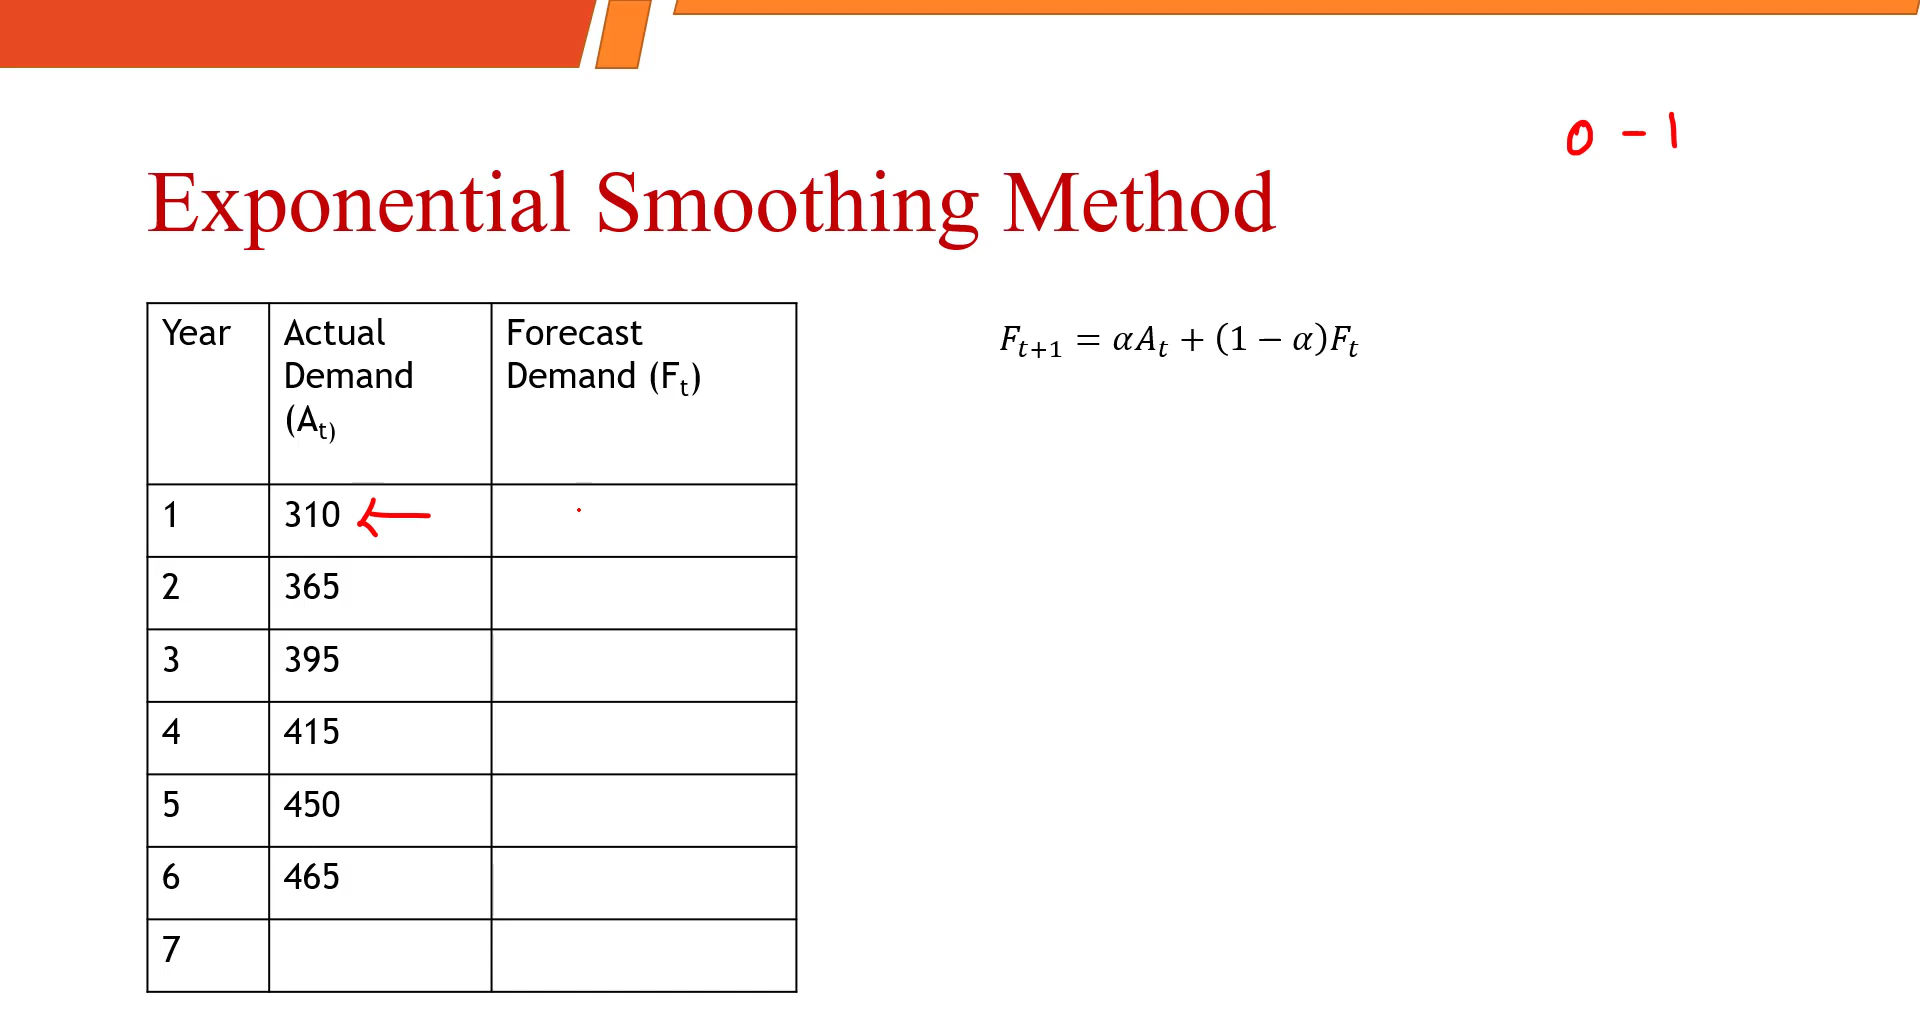 0 - 1
Exponential Smoothing Method
Year Actual Demand (Aₜ₎ Forecast Demand (Fₜ)
Fₜ₊₁ = αAₜ + (1 − α)Fₜ
1 310 ←
2 365
3 395
4 415
5 450
6 465
7